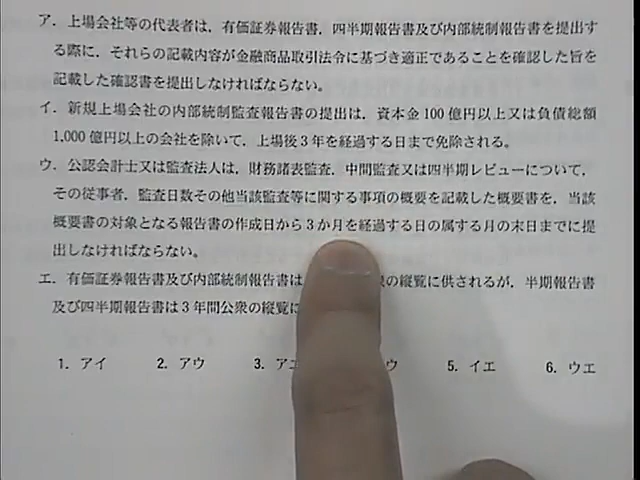 ア．上場会社等の代表者は，有価証券報告書，四半期報告書及び内部統制報告書を提出す
る際に，それらの記載内容が金融商品取引法令に基づき適正であることを確認した旨を
記載した確認書を提出しなければならない。
イ．新規上場会社の内部統制監査報告書の提出は，資本金 100 億円以上又は負債総額
1,000 億円以上の会社を除いて，上場後 3 年を経過する日まで免除される。
ウ．公認会計士又は監査法人は，財務諸表監査，中間監査又は四半期レビューについて，
その従事者，監査日数その他当該監査等に関する事項の概要を記載した概要書を，当該
概要書の対象となる報告書の作成日から 3 か月を経過する日の属する月の末日までに提
出しなければならない。
エ．有価証券報告書及び内部統制報告書は の縦覧に供されるが，半期報告書
及び四半期報告書は 3 年間公衆の縦覧に
1．アイ 2．アウ 3．アエ ウ 5．イエ 6．ウエ